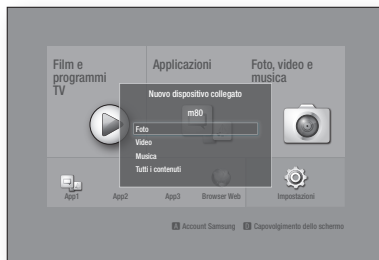 Film e
programmi
TV
Applicazioni
Foto, video e
musica
Nuovo dispositivo collegato
m80
Foto
Video
Musica
Tutti i contenuti
App1
App2
App3
Browser Web
Impostazioni
A Account Samsung
D Capovolgimento dello schermo